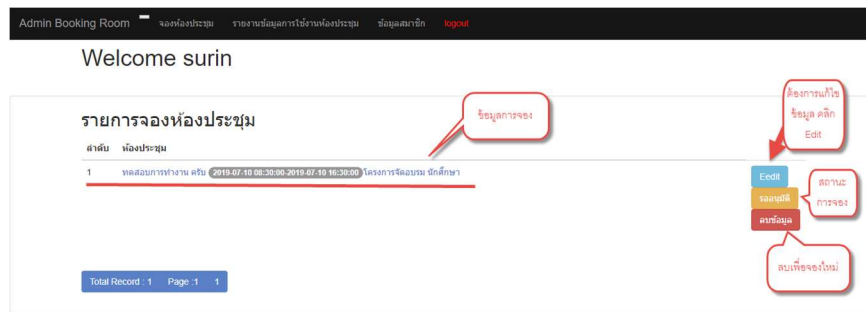 Admin Booking Room จองห้องประชุม รายงานข้อมูลการใช้งานห้องประชุม ข้อมูลสมาชิก logout
Welcome surin
รายการจองห้องประชุม
ลำดับ ห้องประชุม
1 ทดสอบการทำงาน ครับ 2019-07-10 08:30:00-2019-07-10 16:30:00 โครงการจัดอบรม นักศึกษา
ข้อมูลการจอง
ต้องการแก้ไข
ข้อมูล คลิก
Edit
Eedit
รออนุมัติ
ลบข้อมูล
สถานะ
การจอง
ลบเพื่อจองใหม่
Total Record : 1 Page :1 1